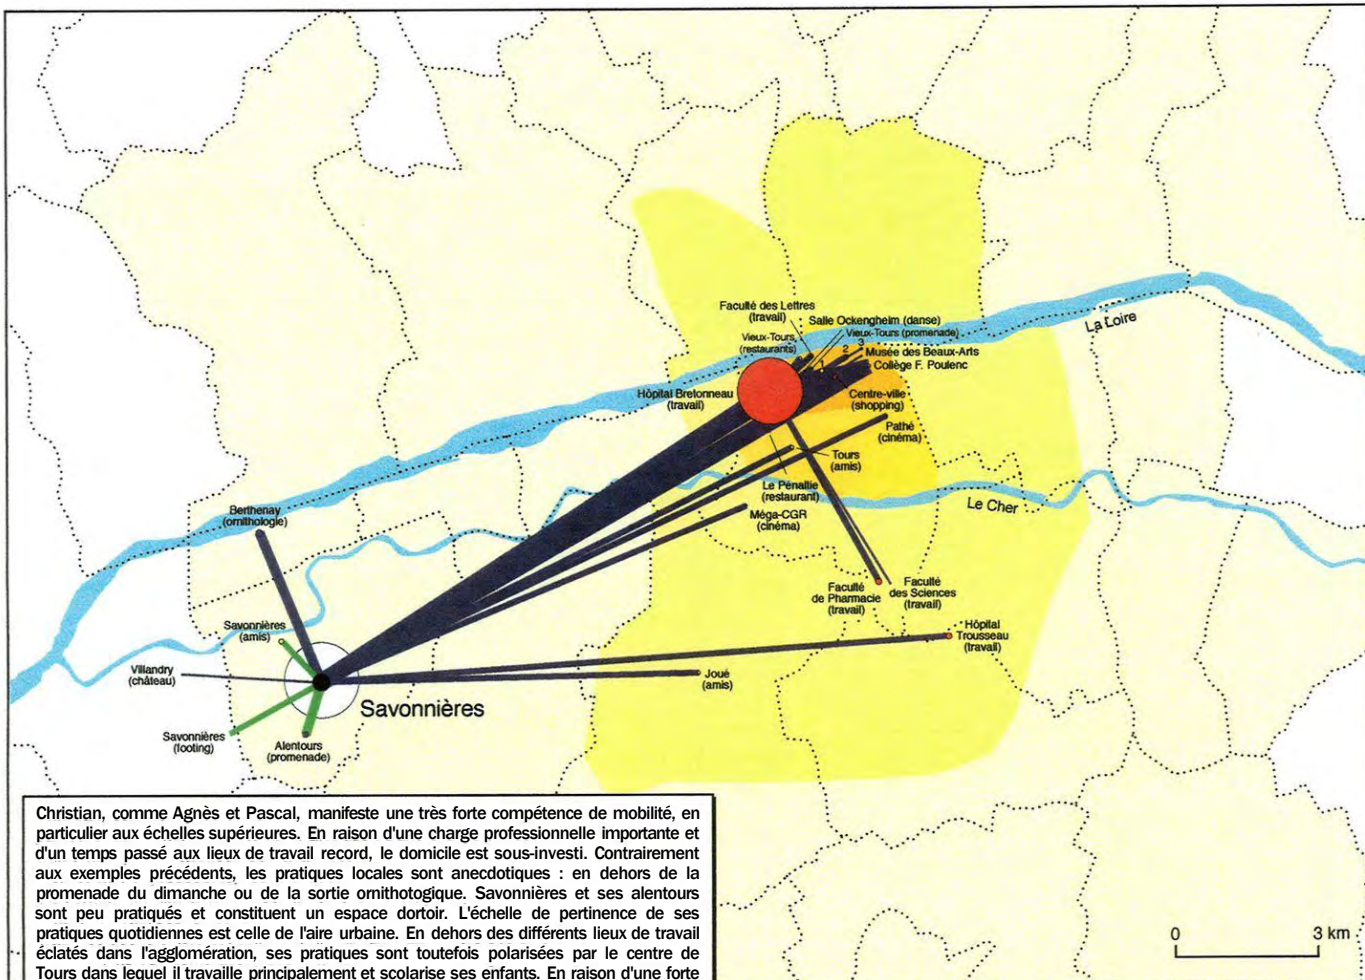 Faculté des Lettres
(travail)
Salle Ockengheim (danse)
Vieux-Tours (promenade)
Vieux-Tours
(restaurants)
1
2
3
Musée des Beaux-Arts
Collège F. Poulenc
La Loire
Hôpital Bretonneau
(travail)
Centre-ville
(shopping)
Pathé
(cinéma)
Tours
(amis)
Le Pénaltie
(restaurant)
Méga-CGR
(cinéma)
Le Cher
Berthenay
(ornithologie)
Faculté
de Pharmacie
(travail)
Faculté
des Sciences
(travail)
Hôpital
Trousseau
(travail)
Savonnières
(amis)
Villandry
(château)
Joué
(amis)
Savonnières
Savonnières
(footing)
Alentours
(promenade)
Christian, comme Agnès et Pascal, manifeste une très forte compétence de mobilité, en
particulier aux échelles supérieures. En raison d'une charge professionnelle importante et
d'un temps passé aux lieux de travail record, le domicile est sous-investi. Contrairement
aux exemples précédents, les pratiques locales sont anecdotiques : en dehors de la
promenade du dimanche ou de la sortie ornithotogique. Savonnières et ses alentours
sont peu pratiqués et constituent un espace dortoir. L'échelle de pertinence de ses
pratiques quotidiennes est celle de l'aire urbaine. En dehors des différents lieux de travail
éclatés dans l'agglomération, ses pratiques sont toutefois polarisées par le centre de
Tours dans lequel il travaille principalement et scolarise ses enfants. En raison d'une forte
0 3 km